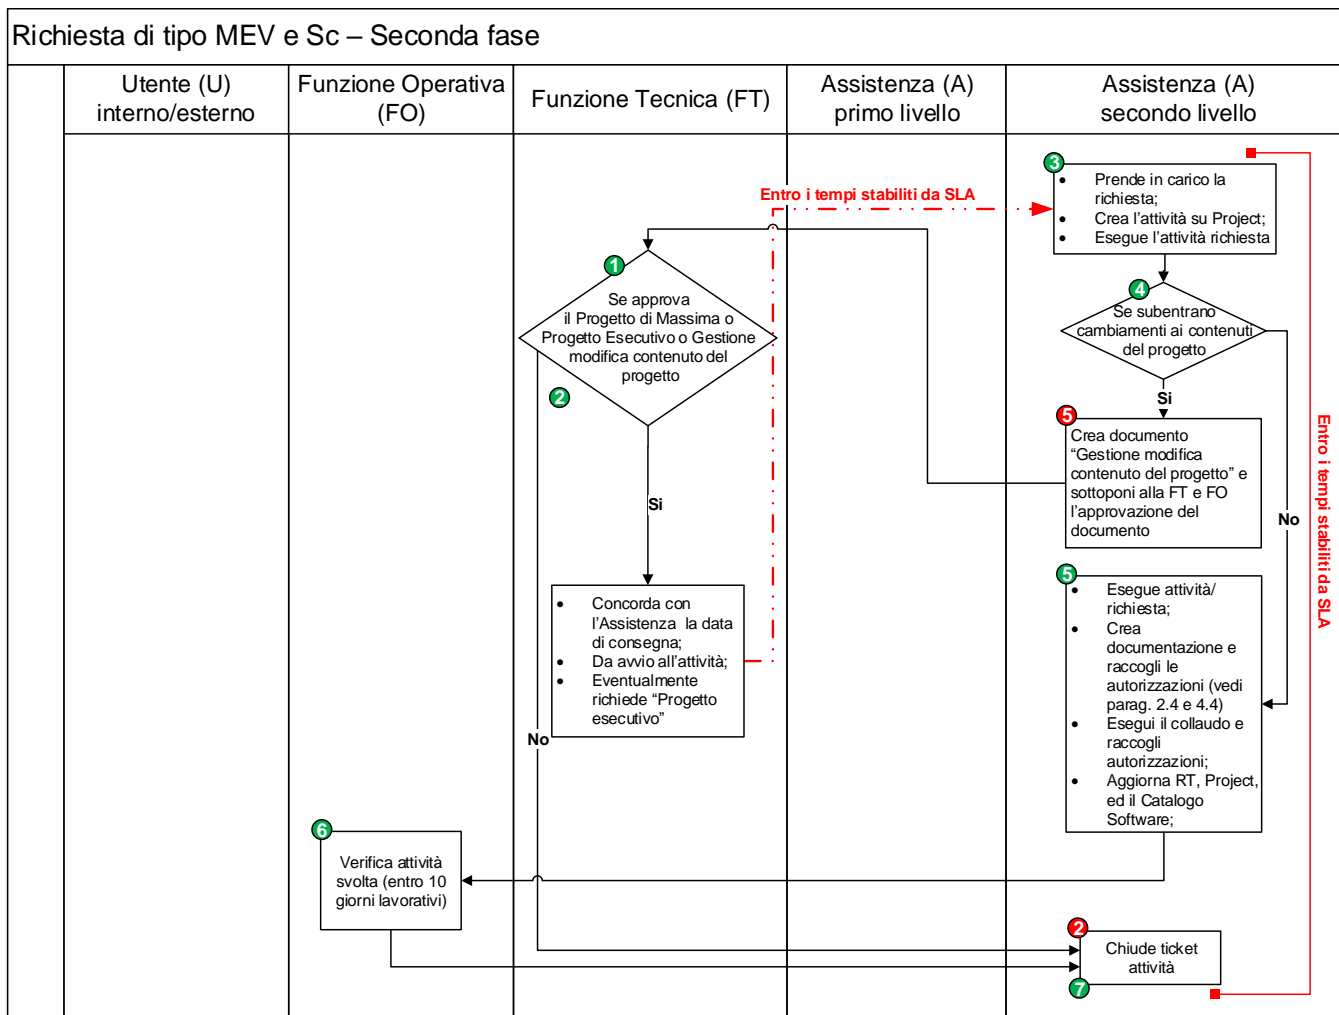 Richiesta di tipo MEV e Sc – Seconda fase
Utente (U)
interno/esterno
Funzione Operativa
(FO)
Funzione Tecnica (FT)
Assistenza (A)
primo livello
Assistenza (A)
secondo livello
3
• Prende in carico la
richiesta;
• Crea l'attività su Project;
• Esegue l'attività richiesta
Entro i tempi stabiliti da SLA
1
Se approva
il Progetto di Massima o
Progetto Esecutivo o Gestione
modifica contenuto del
progetto
2
4
Se subentrano
cambiamenti ai contenuti
del progetto
Si
5
Crea documento
“Gestione modifica
contenuto del progetto” e
sottoponi alla FT e FO
l'approvazione del
documento
No
Entro i tempi stabiliti da SLA
Si
• Concorda con
l'Assistenza la data
di consegna;
• Da avvio all'attività;
• Eventualmente
richiede “Progetto
esecutivo”
No
5
• Esegue attività/
richiesta;
• Crea
documentazione e
raccogli le
autorizzazioni (vedi
parag. 2.4 e 4.4)
• Esegui il collaudo e
raccogli
autorizzazioni;
• Aggiorna RT, Project,
ed il Catalogo
Software;
6
Verifica attività
svolta (entro 10
giorni lavorativi)
2
Chiude ticket
attività
7